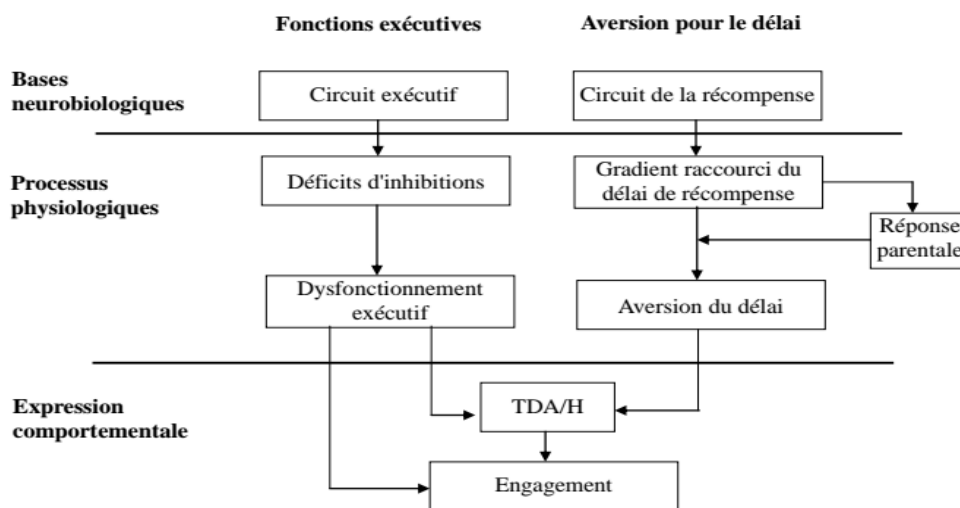 Fonctions exécutives
Aversion pour le délai
Bases
neurobiologiques
Circuit exécutif
Circuit de la récompense
Processus
physiologiques
Déficits d'inhibitions
Gradient raccourci du
délai de récompense
Réponse
parentale
Dysfonctionnement
exécutif
Aversion du délai
Expression
comportementale
TDA/H
Engagement